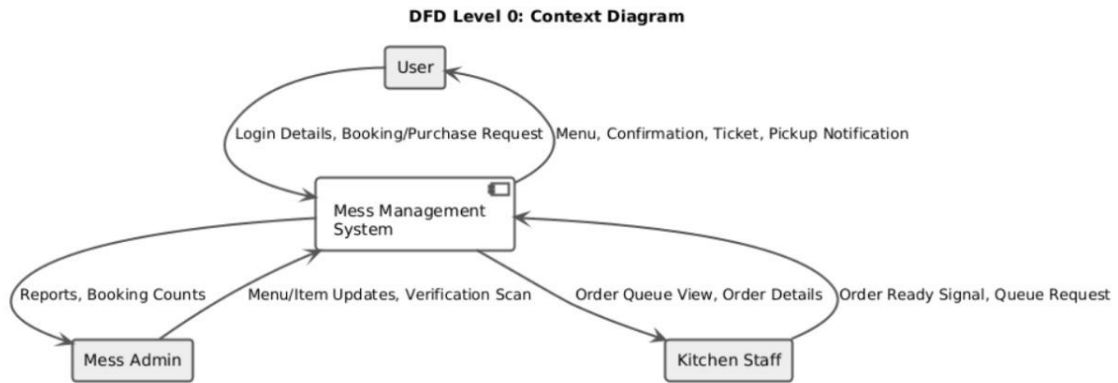 DFD Level 0: Context Diagram
User
Login Details, Booking/Purchase Request
Menu, Confirmation, Ticket, Pickup Notification
Mess Management
System
Reports, Booking Counts
Menu/Item Updates, Verification Scan
Order Queue View, Order Details
Order Ready Signal, Queue Request
Mess Admin
Kitchen Staff